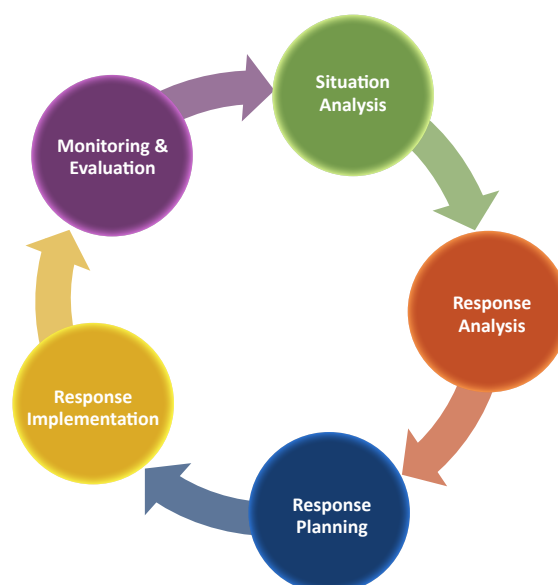 Situation
Analysis
Monitoring &
Evaluation
Response
Analysis
Response
Implementation
Response
Planning